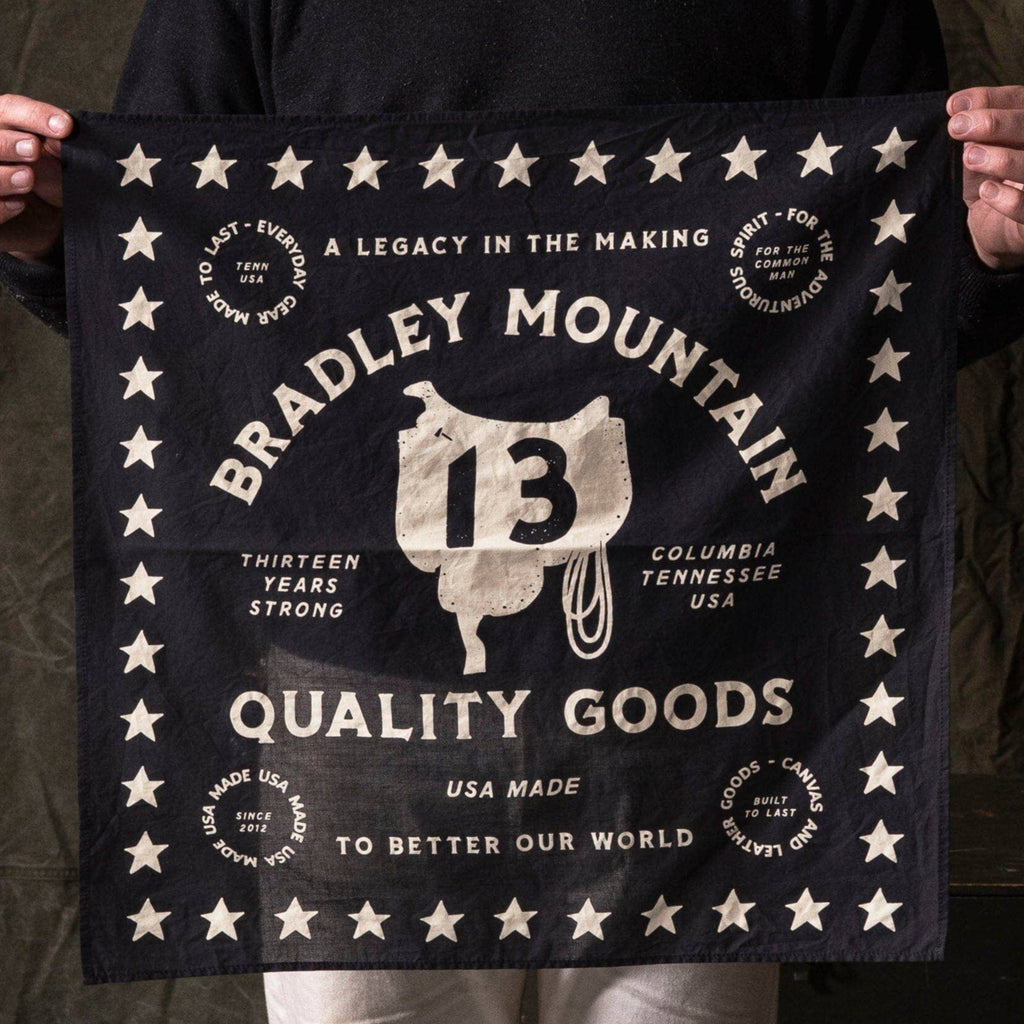 A LEGACY IN THE MAKING
MADE TO LAST - EVERYDAY GEAR
TENN
USA
SPIRIT - FOR THE ADVENTUROUS
FOR THE
COMMON
MAN
BRADLEY MOUNTAIN
13
THIRTEEN
YEARS
STRONG
COLUMBIA
TENNESSEE
USA
QUALITY GOODS
USA MADE USA MADE USA MADE
SINCE
2012
USA MADE
TO BETTER OUR WORLD
GOODS - CANVAS AND LEATHER
BUILT
TO LAST